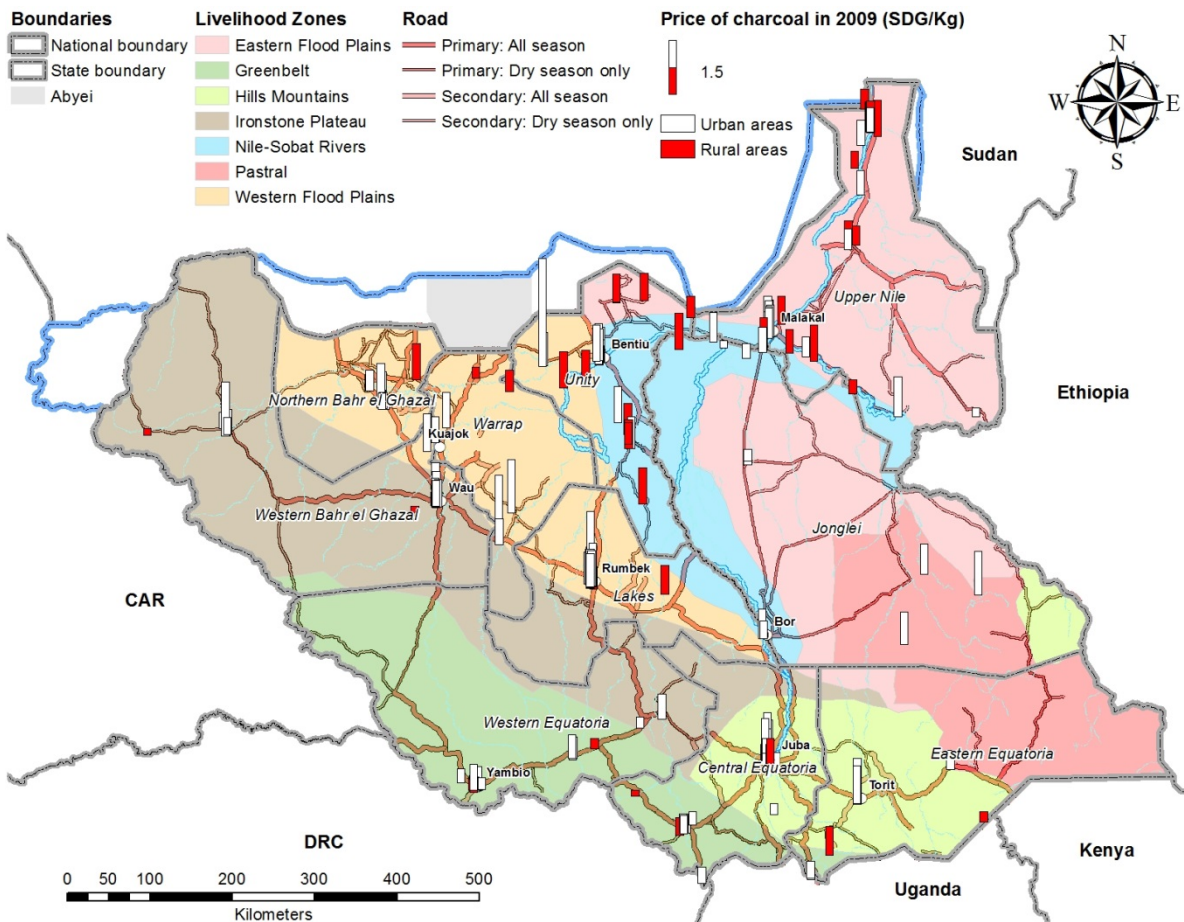 Boundaries
National boundary
State boundary
Abyei
Livelihood Zones
Eastern Flood Plains
Greenbelt
Hills Mountains
Ironstone Plateau
Nile-Sobat Rivers
Pastral
Western Flood Plains
Road
Primary: All season
Primary: Dry season only
Secondary: All season
Secondary: Dry season only
Price of charcoal in 2009 (SDG/Kg)
1.5
Urban areas
Rural areas
N
W E
S
Sudan
Upper Nile
Malakal
Bentiu
Unity
Ethiopia
Northern Bahr el Ghazal
Warrap
Kuajok
Wau
Western Bahr el Ghazal
Jonglei
Rumbek
Lakes
CAR
Bor
Western Equatoria
Juba
Eastern Equatoria
Central Equatoria
Yambio
Torit
DRC
Kenya
Uganda
0 50 100 200 300 400 500
Kilometers